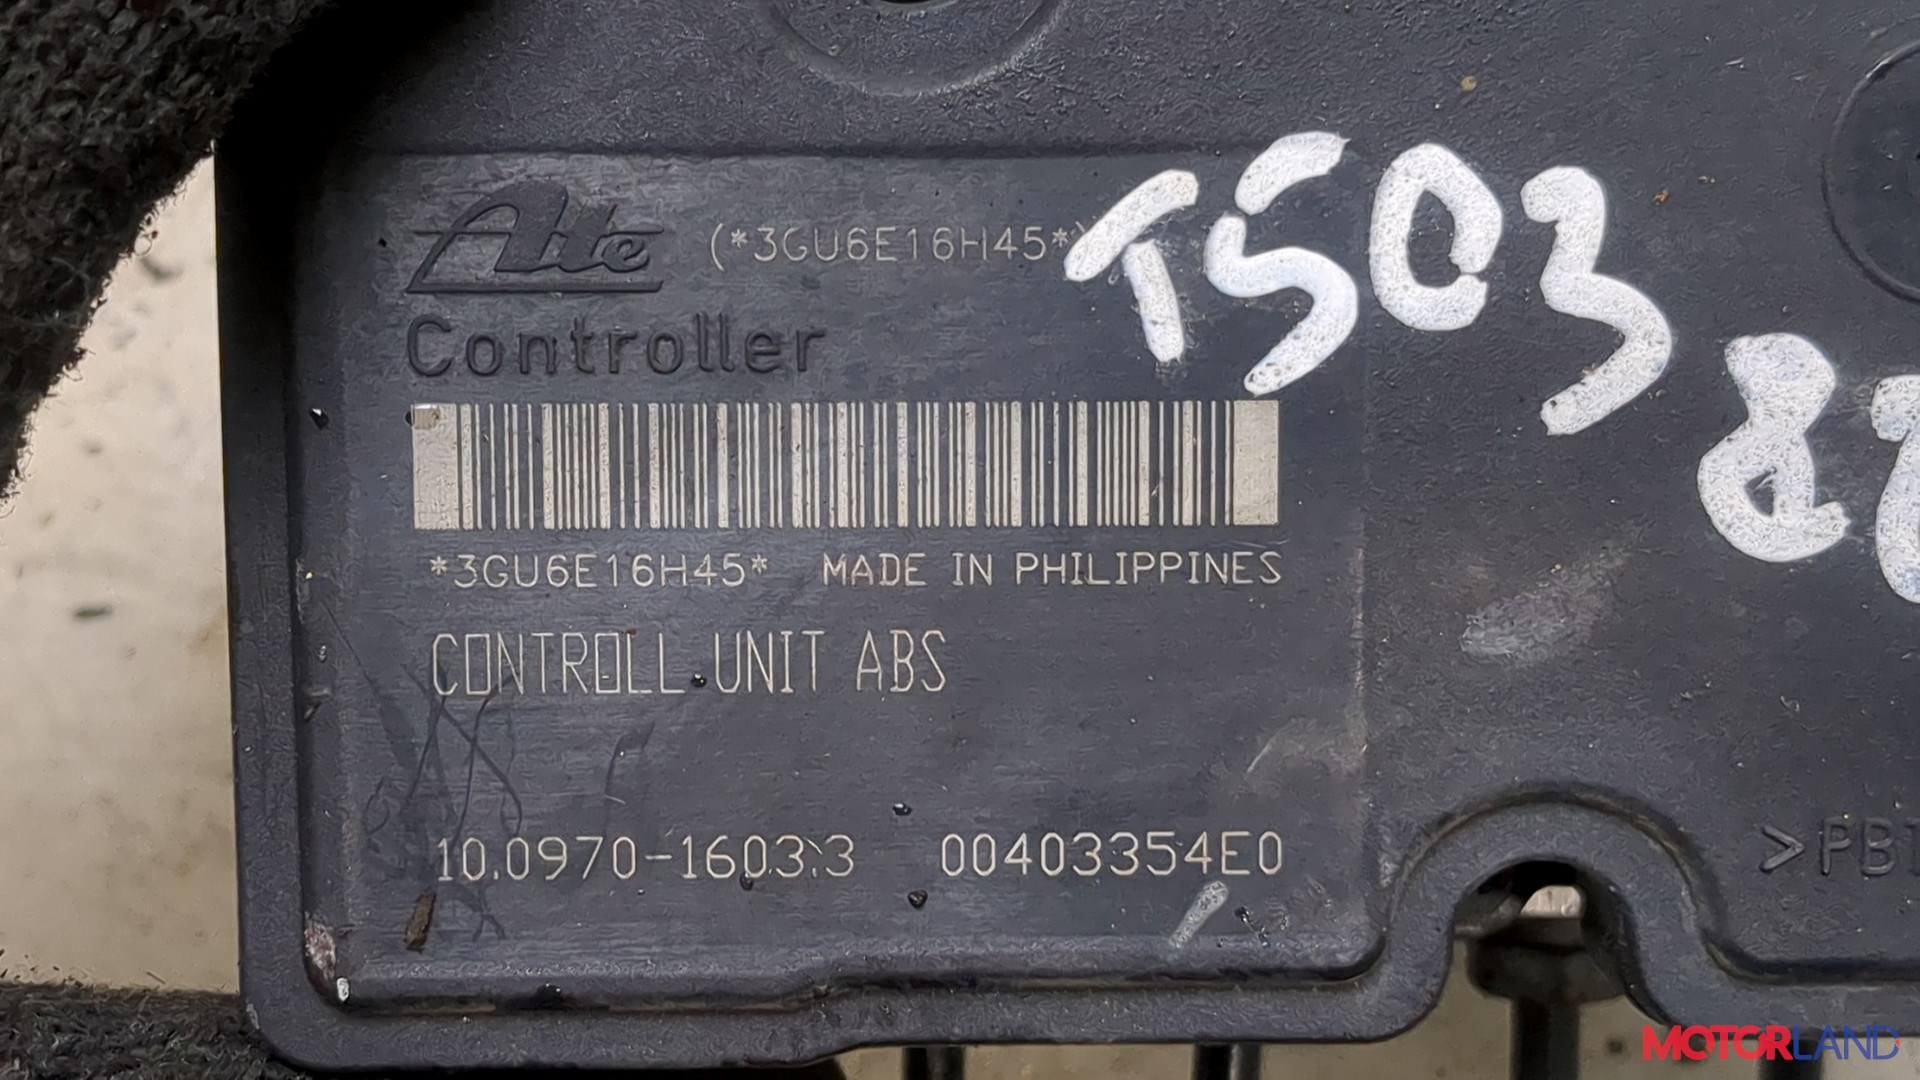 Ate (*3GU6E16H45*) T503
Controller
*3GU6E16H45* MADE IN PHILIPPINES
CONTROLL UNIT ABS
10.0970-1603.3 00403354E0
MOTORLAND